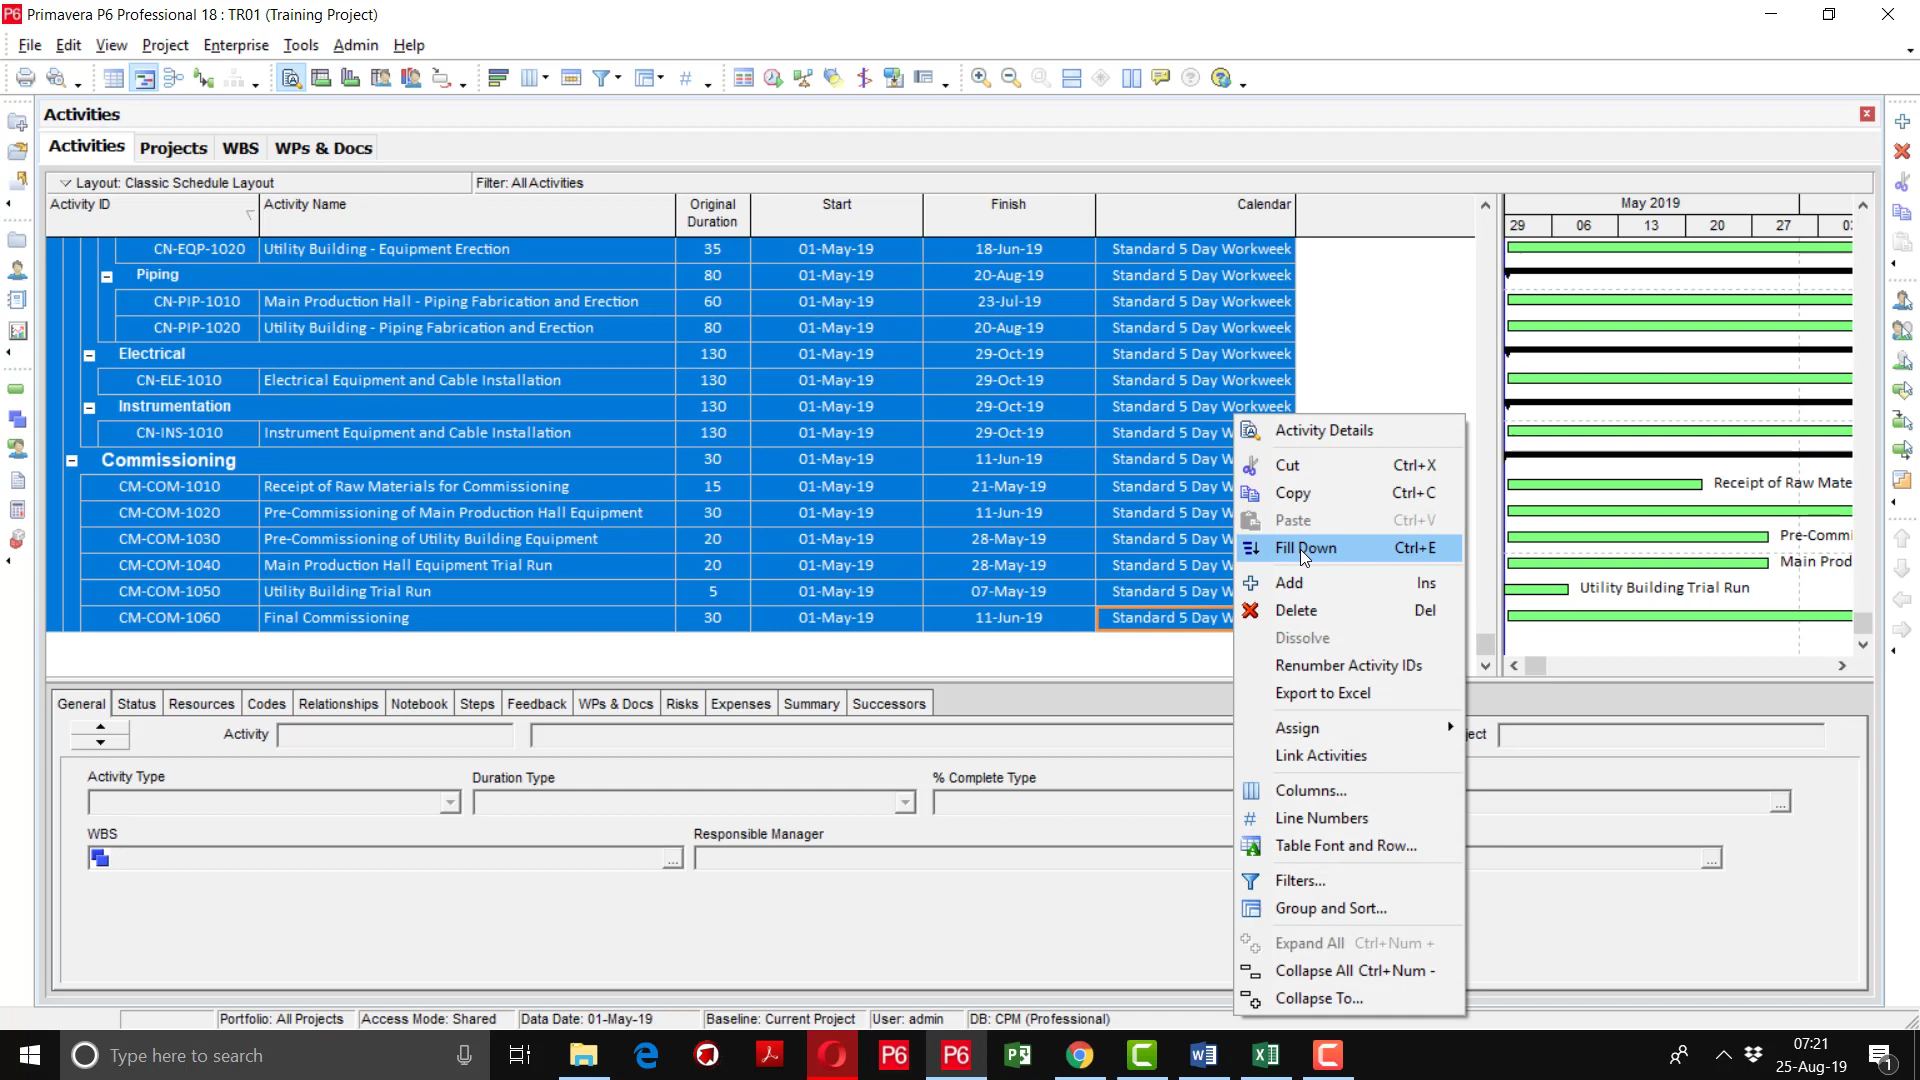 Primavera P6 Professional 18 : TR01 (Training Project)
File Edit View Project Enterprise Tools Admin Help
Activities
Activities Projects WBS WPs & Docs
Layout: Classic Schedule Layout Filter: All Activities
Activity ID Activity Name Original Duration Start Finish Calendar
May 2019
29 06 13 20 27
CN-EQP-1020 Utility Building - Equipment Erection 35 01-May-19 18-Jun-19 Standard 5 Day Workweek
Piping 80 01-May-19 20-Aug-19 Standard 5 Day Workweek
CN-PIP-1010 Main Production Hall - Piping Fabrication and Erection 60 01-May-19 23-Jul-19 Standard 5 Day Workweek
CN-PIP-1020 Utility Building - Piping Fabrication and Erection 80 01-May-19 20-Aug-19 Standard 5 Day Workweek
Electrical 130 01-May-19 29-Oct-19 Standard 5 Day Workweek
CN-ELE-1010 Electrical Equipment and Cable Installation 130 01-May-19 29-Oct-19 Standard 5 Day Workweek
Instrumentation 130 01-May-19 29-Oct-19 Standard 5 Day Workweek
CN-INS-1010 Instrument Equipment and Cable Installation 130 01-May-19 29-Oct-19 Standard 5 Day W
Commissioning 30 01-May-19 11-Jun-19 Standard 5 Day W
CM-COM-1010 Receipt of Raw Materials for Commissioning 15 01-May-19 21-May-19 Standard 5 Day W Receipt of Raw Mate
CM-COM-1020 Pre-Commissioning of Main Production Hall Equipment 30 01-May-19 11-Jun-19 Standard 5 Day W
CM-COM-1030 Pre-Commissioning of Utility Building Equipment 20 01-May-19 28-May-19 Standard 5 Day W Pre-Commi
CM-COM-1040 Main Production Hall Equipment Trial Run 20 01-May-19 28-May-19 Standard 5 Day W Main Prod
CM-COM-1050 Utility Building Trial Run 5 01-May-19 07-May-19 Standard 5 Day W Utility Building Trial Run
CM-COM-1060 Final Commissioning 30 01-May-19 11-Jun-19 Standard 5 Day W
Activity Details
Cut Ctrl+X
Copy Ctrl+C
Paste Ctrl+V
Fill Down Ctrl+E
Add Ins
Delete Del
Dissolve
Renumber Activity IDs
Export to Excel
Assign
Link Activities
Columns...
# Line Numbers
Table Font and Row...
Filters...
Group and Sort...
Expand All Ctrl+Num +
Collapse All Ctrl+Num -
Collapse To...
General Status Resources Codes Relationships Notebook Steps Feedback WPs & Docs Risks Expenses Summary Successors
Activity ject
Activity Type Duration Type % Complete Type
WBS Responsible Manager
Portfolio: All Projects Access Mode: Shared Data Date: 01-May-19 Baseline: Current Project User: admin DB: CPM (Professional)
Type here to search
07:21
25-Aug-19
1